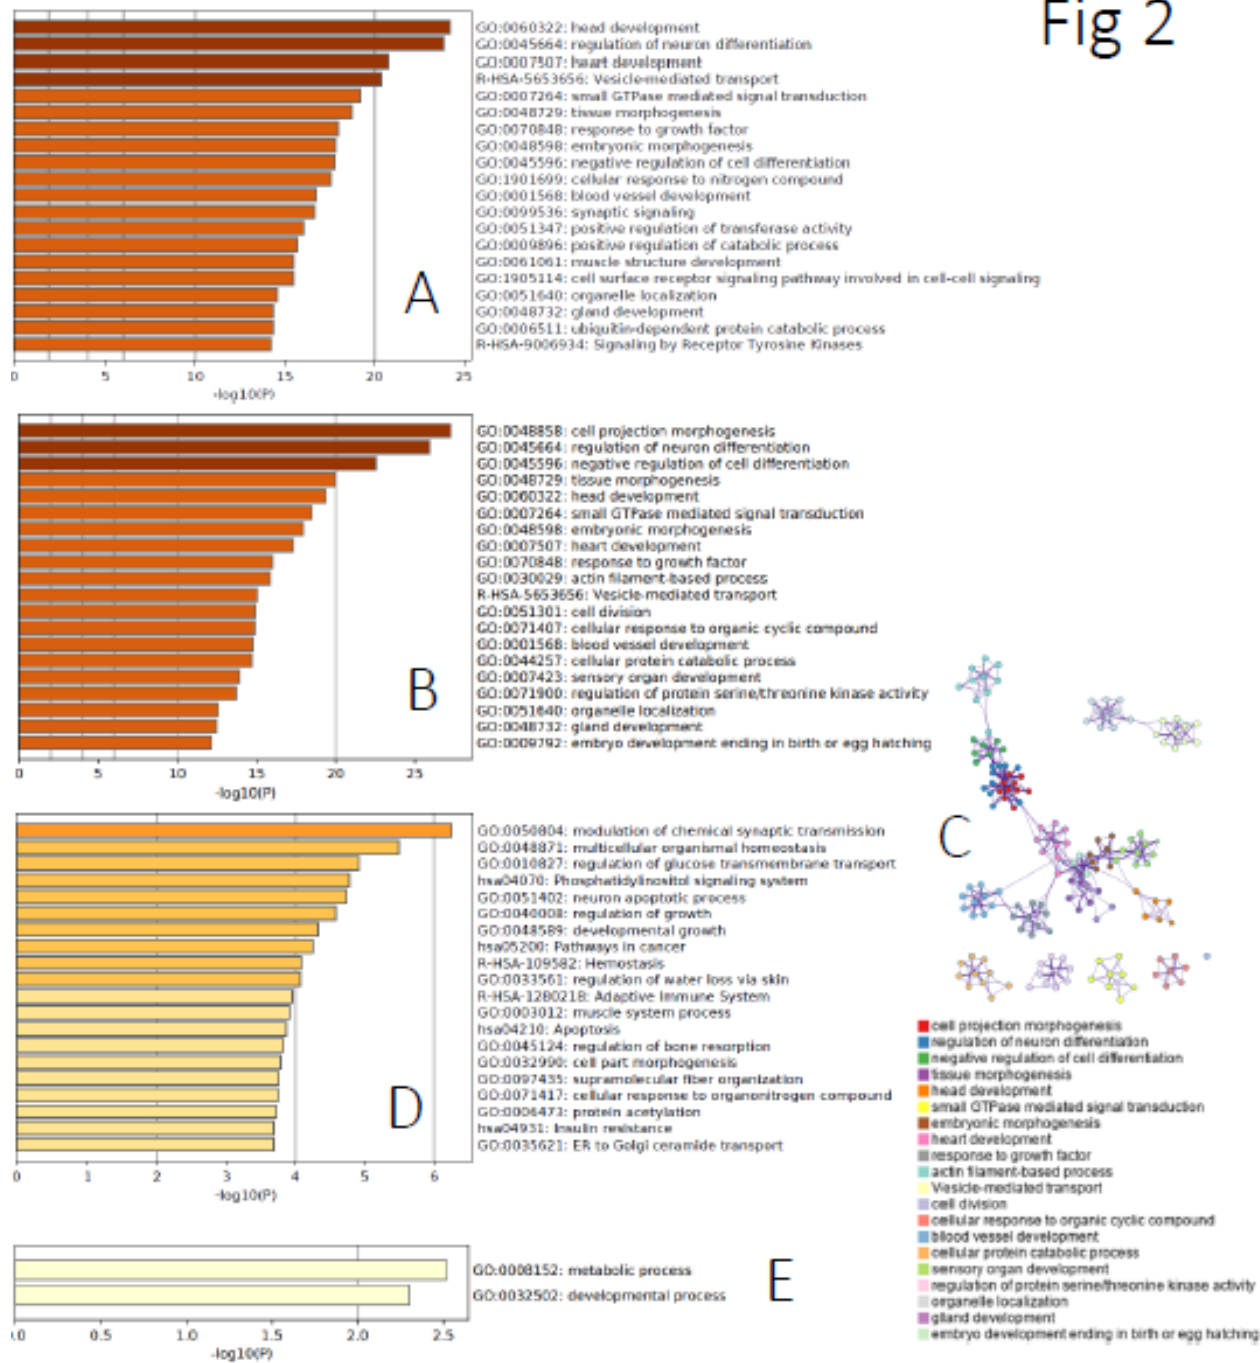 Fig 2
GO:0060322: head development
GO:0045664: regulation of neuron differentiation
GO:0007507: heart development
R-HSA-5653656: Vesicle-mediated transport
GO:0007264: small GTPase mediated signal transduction
GO:0048729: tissue morphogenesis
GO:0070848: response to growth factor
GO:0048598: embryonic morphogenesis
GO:0045596: negative regulation of cell differentiation
GO:1901699: cellular response to nitrogen compound
GO:0001568: blood vessel development
GO:0099536: synaptic signaling
GO:0051347: positive regulation of transferase activity
GO:0009896: positive regulation of catabolic process
GO:0061061: muscle structure development
GO:1905114: cell surface receptor signaling pathway involved in cell-cell signaling
GO:0051640: organelle localization
GO:0048732: gland development
GO:0006511: ubiquitin-dependent protein catabolic process
R-HSA-9006934: Signaling by Receptor Tyrosine Kinases
A
0 5 10 15 20 25
-log10(P)
GO:0048858: cell projection morphogenesis
GO:0045664: regulation of neuron differentiation
GO:0045596: negative regulation of cell differentiation
GO:0048729: tissue morphogenesis
GO:0060322: head development
GO:0007264: small GTPase mediated signal transduction
GO:0048598: embryonic morphogenesis
GO:0007507: heart development
GO:0070848: response to growth factor
GO:0030029: actin filament-based process
R-HSA-5653656: Vesicle-mediated transport
GO:0051301: cell division
GO:0071407: cellular response to organic cyclic compound
GO:0001568: blood vessel development
GO:0044257: cellular protein catabolic process
GO:0007423: sensory organ development
GO:0071900: regulation of protein serine/threonine kinase activity
GO:0051640: organelle localization
GO:0048732: gland development
GO:0009792: embryo development ending in birth or egg hatching
B
0 5 10 15 20 25
-log10(P)
C
GO:0050804: modulation of chemical synaptic transmission
GO:0048871: multicellular organismal homeostasis
GO:0010827: regulation of glucose transmembrane transport
hsa04070: Phosphatidylinositol signaling system
GO:0051402: neuron apoptotic process
GO:0040008: regulation of growth
GO:0048589: developmental growth
hsa05200: Pathways in cancer
R-HSA-109582: Hemostasis
GO:0033561: regulation of water loss via skin
R-HSA-1280218: Adaptive Immune System
GO:0003012: muscle system process
hsa04210: Apoptosis
GO:0045124: regulation of bone resorption
GO:0032990: cell part morphogenesis
GO:0097435: supramolecular fiber organization
GO:0071417: cellular response to organonitrogen compound
GO:0006473: protein acetylation
hsa04931: Insulin resistance
GO:0035621: ER to Golgi ceramide transport
D
0 1 2 3 4 5 6
-log10(P)
cell projection morphogenesis
regulation of neuron differentiation
negative regulation of cell differentiation
tissue morphogenesis
head development
small GTPase mediated signal transduction
embryonic morphogenesis
heart development
response to growth factor
actin filament-based process
Vesicle-mediated transport
cell division
cellular response to organic cyclic compound
blood vessel development
cellular protein catabolic process
sensory organ development
regulation of protein serine/threonine kinase activity
organelle localization
gland development
embryo development ending in birth or egg hatching
GO:0008152: metabolic process
GO:0032502: developmental process
E
.0 0.5 1.0 1.5 2.0 2.5
-log10(P)